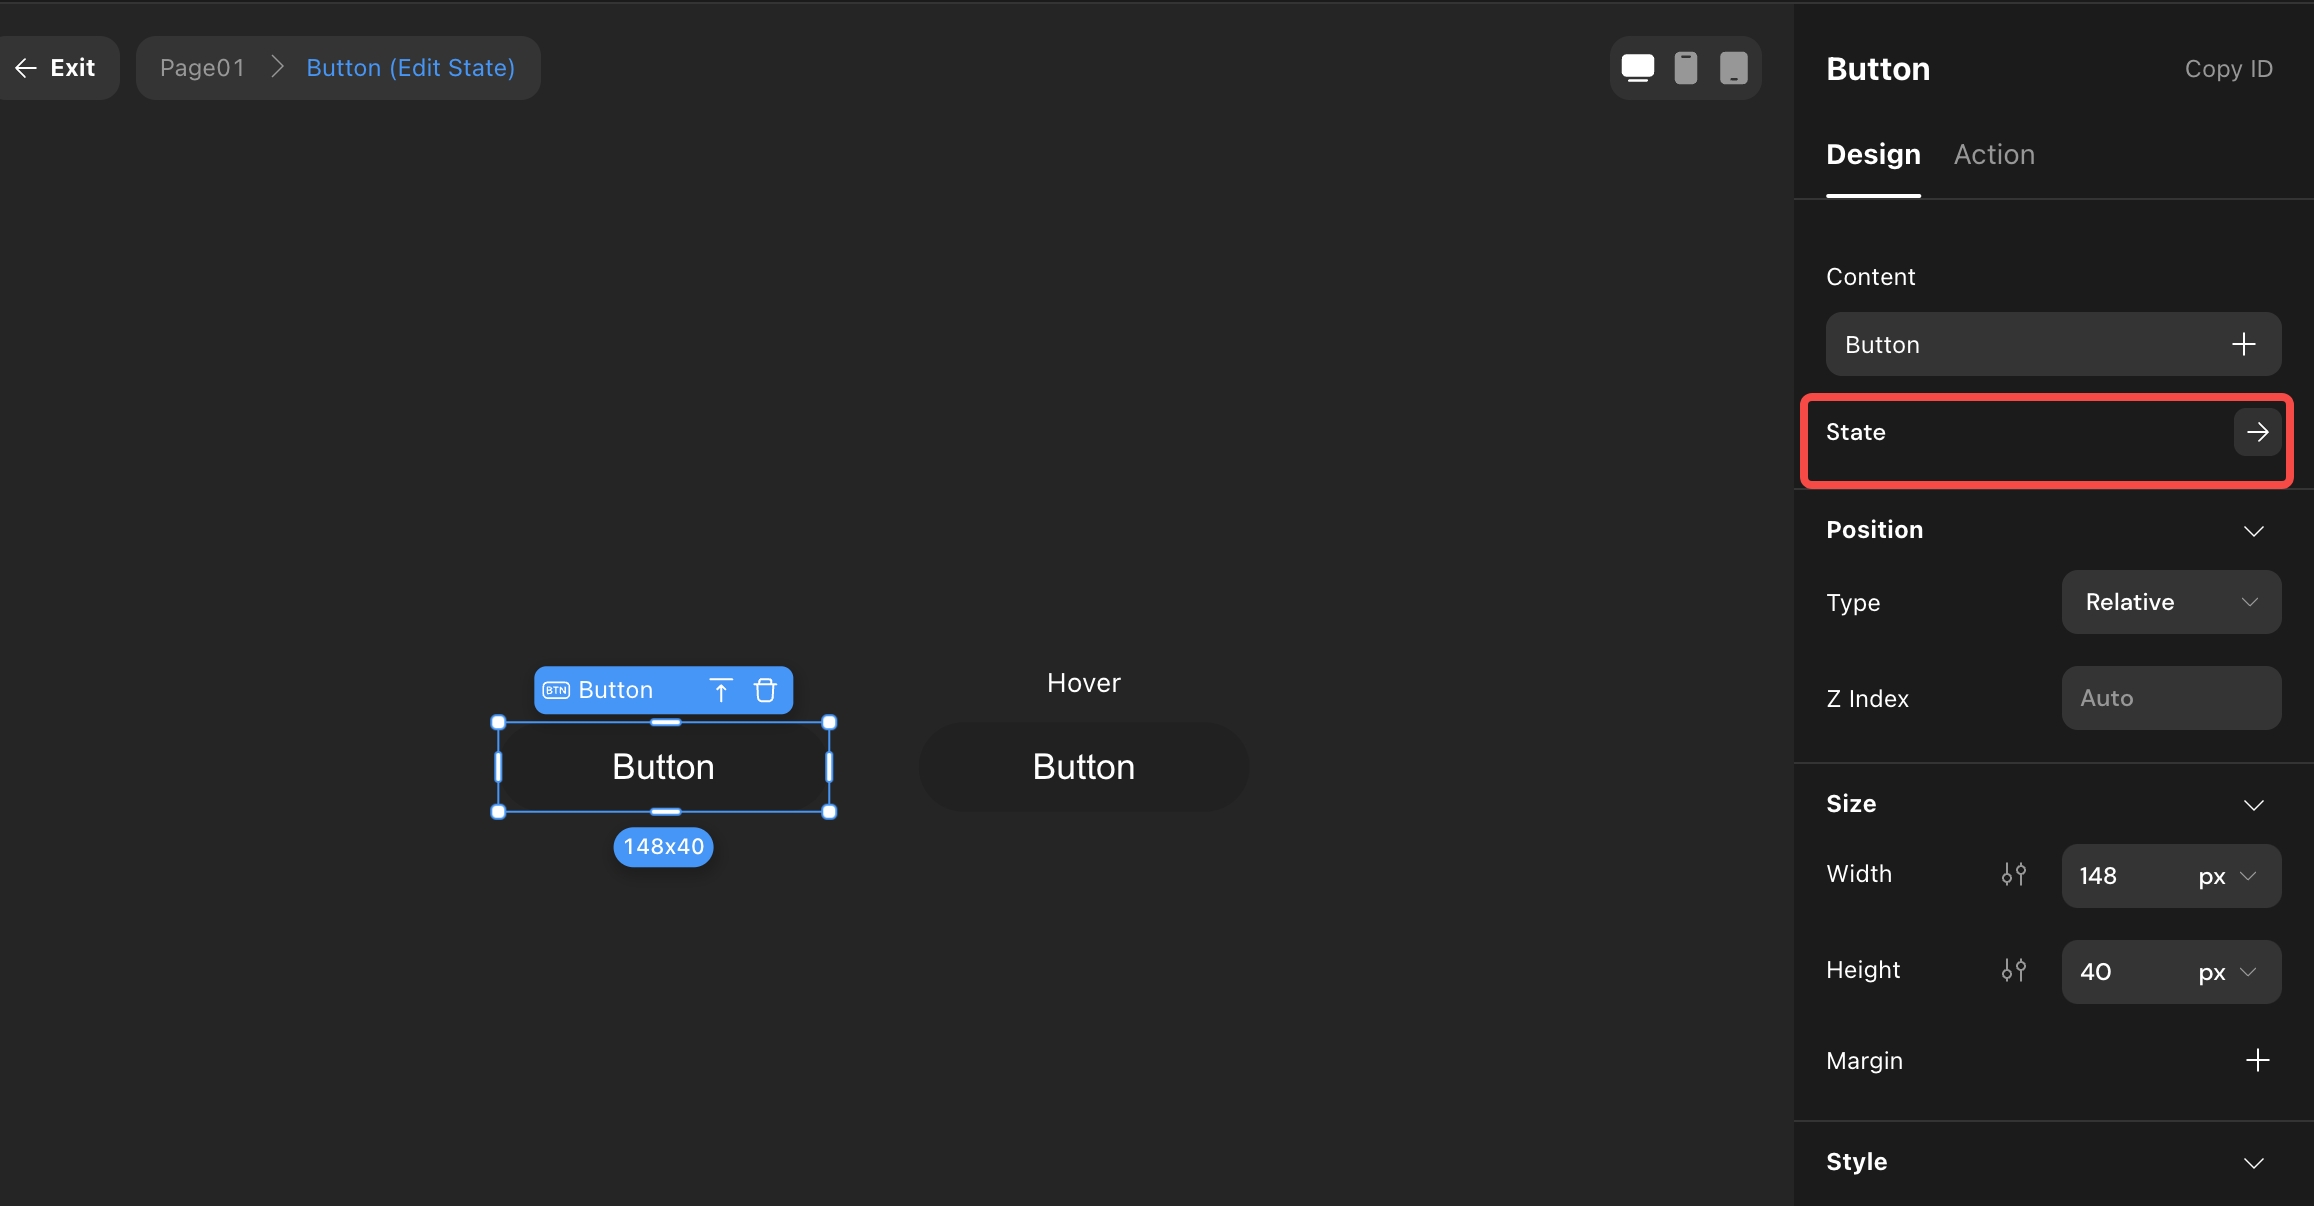 Exit
Page01
Button (Edit State)
Button
Copy ID
Design
Action
Content
Button
State
Position
Type
Relative
Z Index
Auto
Size
Width
148
px
Height
40
px
Margin
Style
BTN
Button
Button
148x40
Hover
Button